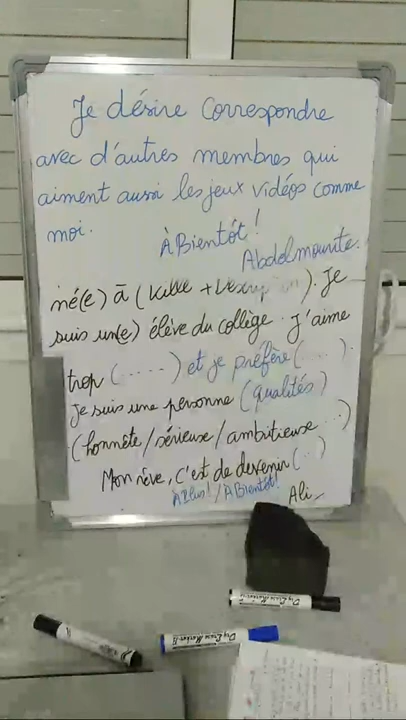 Je désire Correspondre
avec d'autres membres qui
aiment aussi les jeux vidéos comme
moi.
À Bientôt !
Abdelmounite.
né(e) à (Ville + ). Je
suis un(e) élève du collège. J'aime
trop (.....) et je préfère (.....).
Je suis une personne (qualités)
(honnête/sérieuse/ambitieuse...)
Mon rêve, c'est de devenir (...)
À Plus! / À Bientôt!
Ali